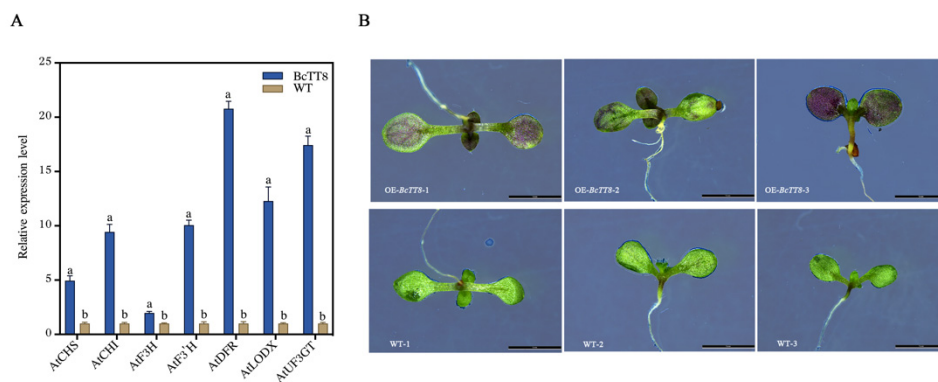 A
B
Relative expression level
25
20
15
10
5
0
BcTT8
WT
a
b
a
b
a
b
a
b
a
b
a
b
a
b
AtCHS
AtCHI
AtF3H
AtF3'H
AtDFR
AtLODX
AtUF3GT
OE-BcTT8-1
OE-BcTT8-2
OE-BcTT8-3
WT-1
WT-2
WT-3